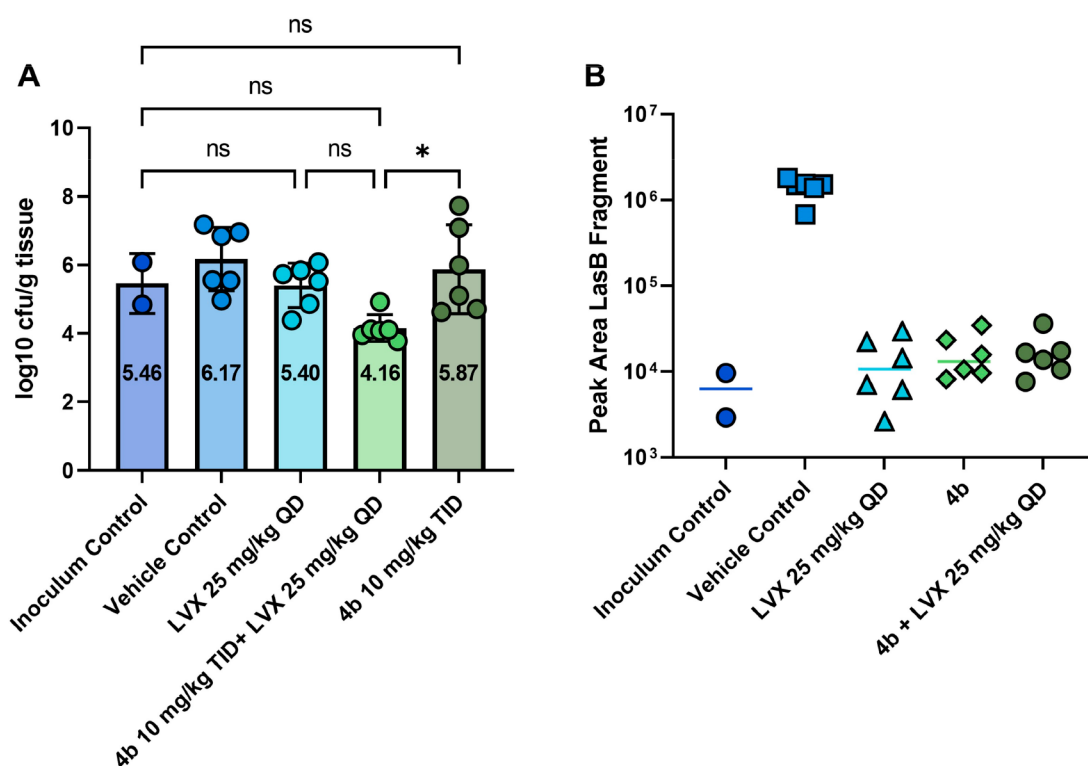 A
ns
ns
ns
ns
*
log10 cfu/g tissue
10
8
6
4
2
0
5.46
6.17
5.40
4.16
5.87
Inoculum Control
Vehicle Control
LVX 25 mg/kg QD
4b 10 mg/kg TID+ LVX 25 mg/kg QD
4b 10 mg/kg TID
B
Peak Area LasB Fragment
10⁷
10⁶
10⁵
10⁴
10³
Inoculum Control
Vehicle Control
LVX 25 mg/kg QD
4b
4b + LVX 25 mg/kg QD